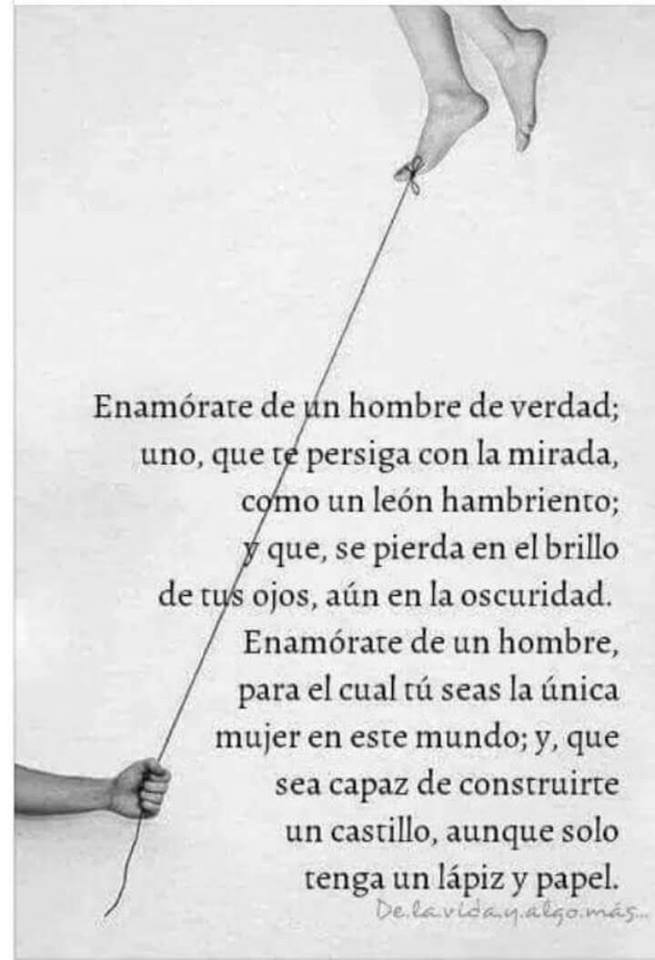 Enamórate de un hombre de verdad;
uno, que te persiga con la mirada,
como un león hambriento;
y que, se pierda en el brillo
de tus ojos, aún en la oscuridad.
Enamórate de un hombre,
para el cual tú seas la única
mujer en este mundo; y, que
sea capaz de construirte
un castillo, aunque solo
tenga un lápiz y papel.
De.la.vida.y.algo.más...